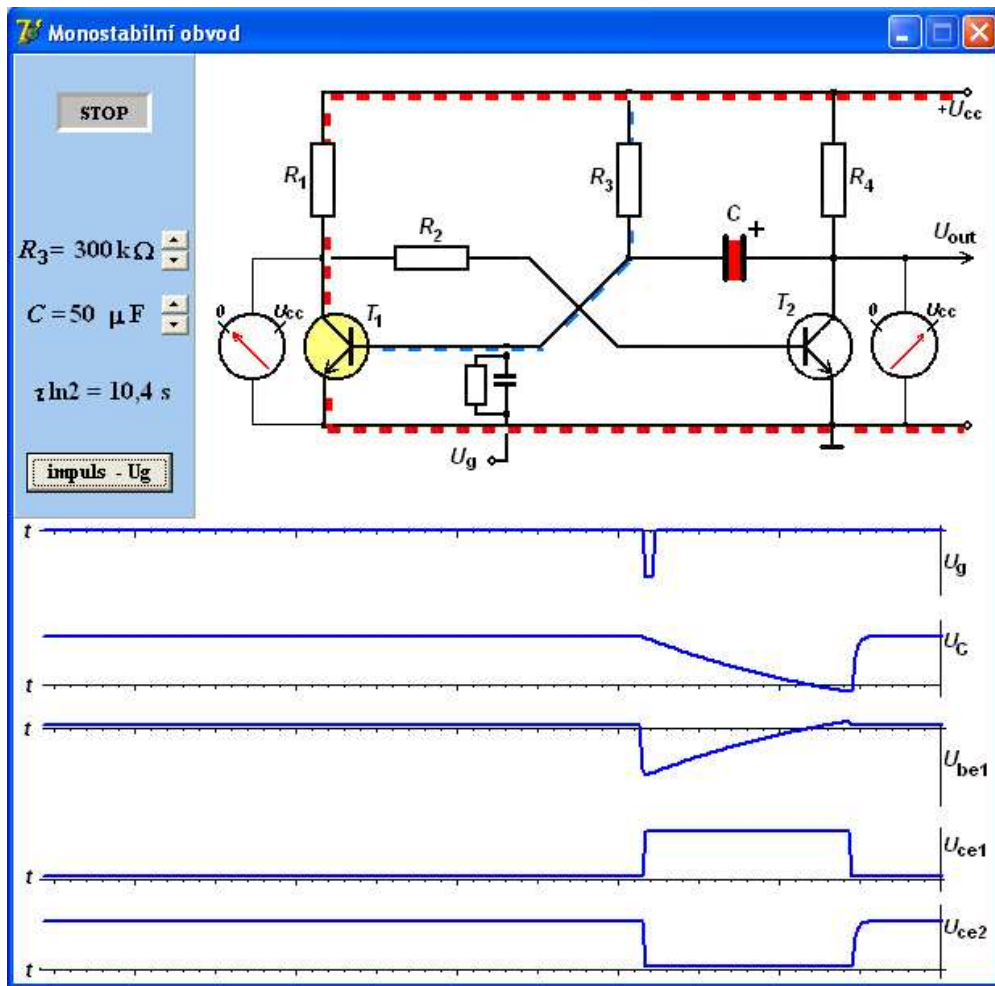 Monostabilní obvod
STOP
R3= 300 kΩ
C = 50 μF
τ ln2 = 10,4 s
impuls - Ug
+Ucc
R1
R3
R4
R2
C
+
Uout
0
Ucc
T1
T2
0
Ucc
Ug
t
Ug
t
UC
t
Ube1
t
Uce1
t
Uce2